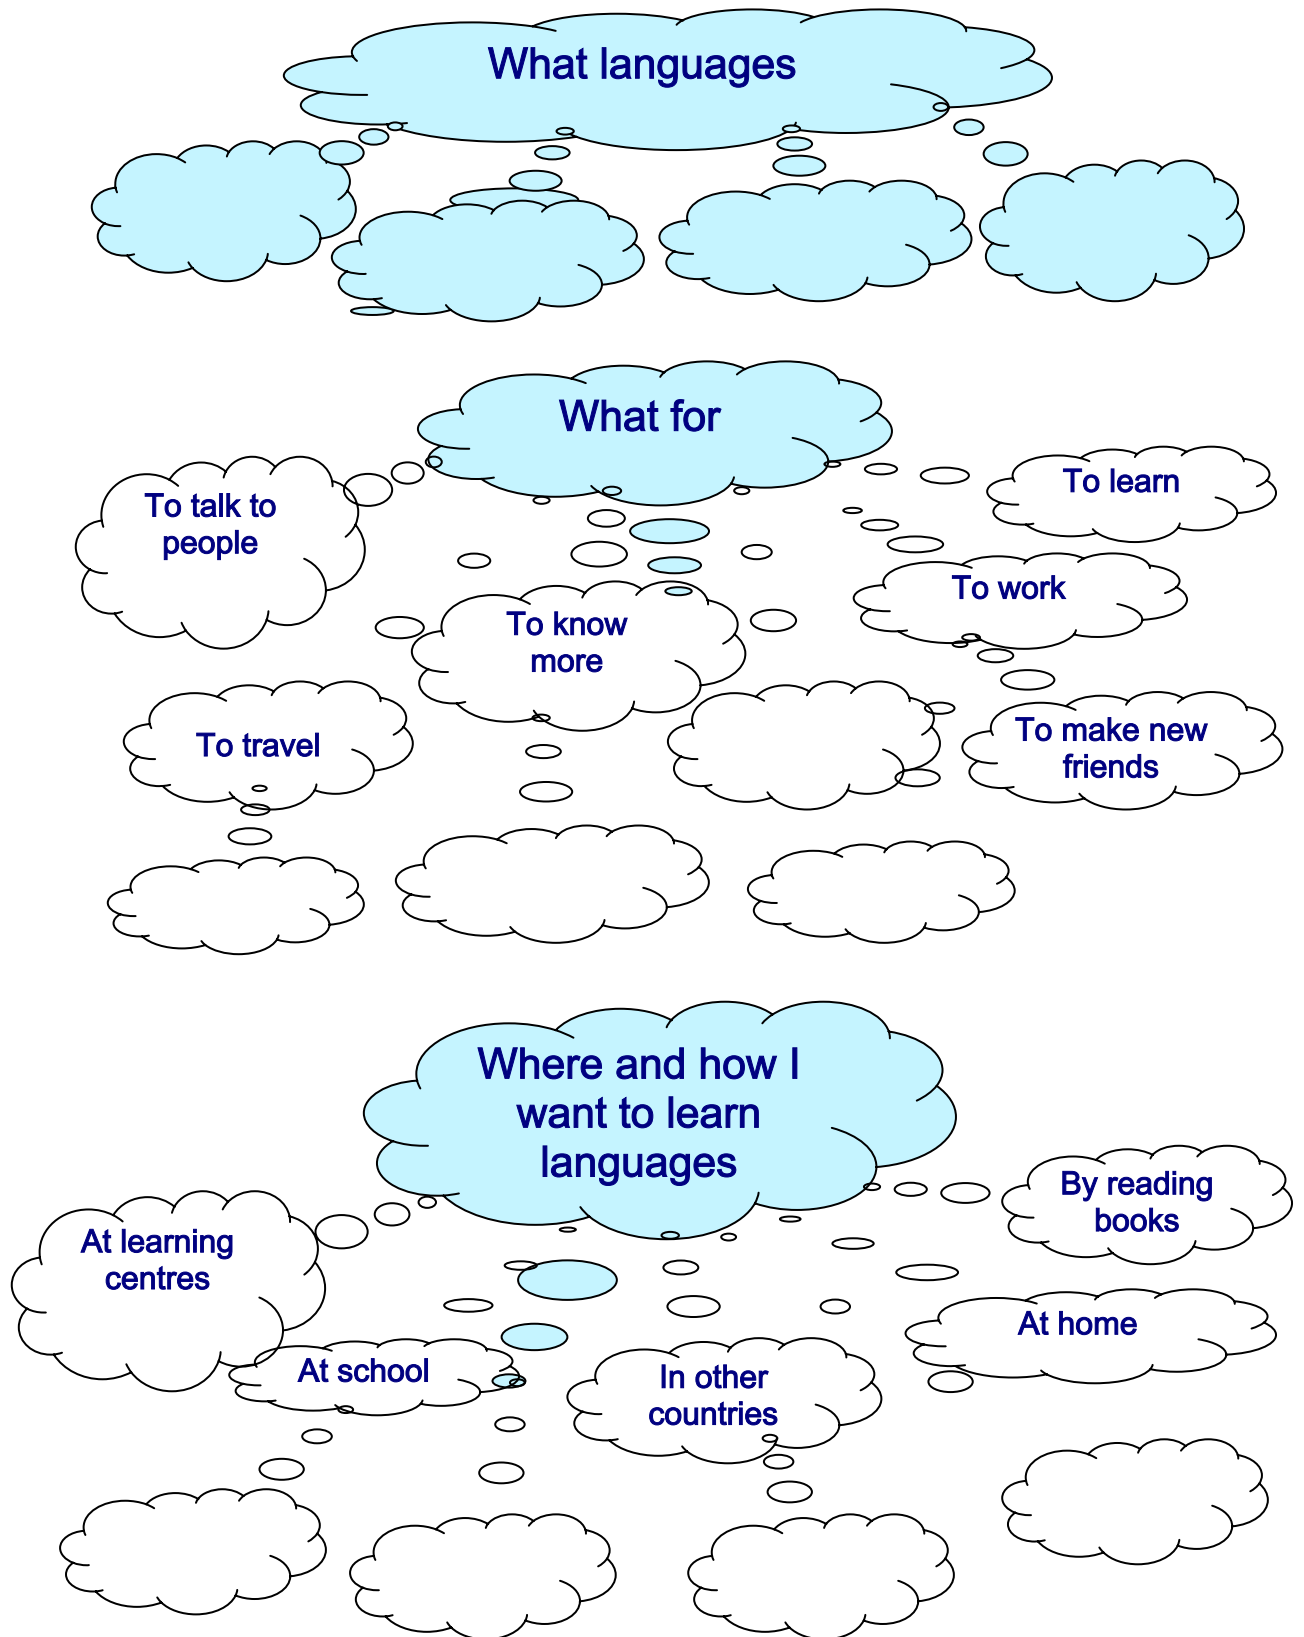 What languages
What for
To talk to
people
To learn
To work
To know
more
To travel
To make new
friends
Where and how I
want to learn
languages
By reading
books
At learning
centres
At home
At school
In other
countries